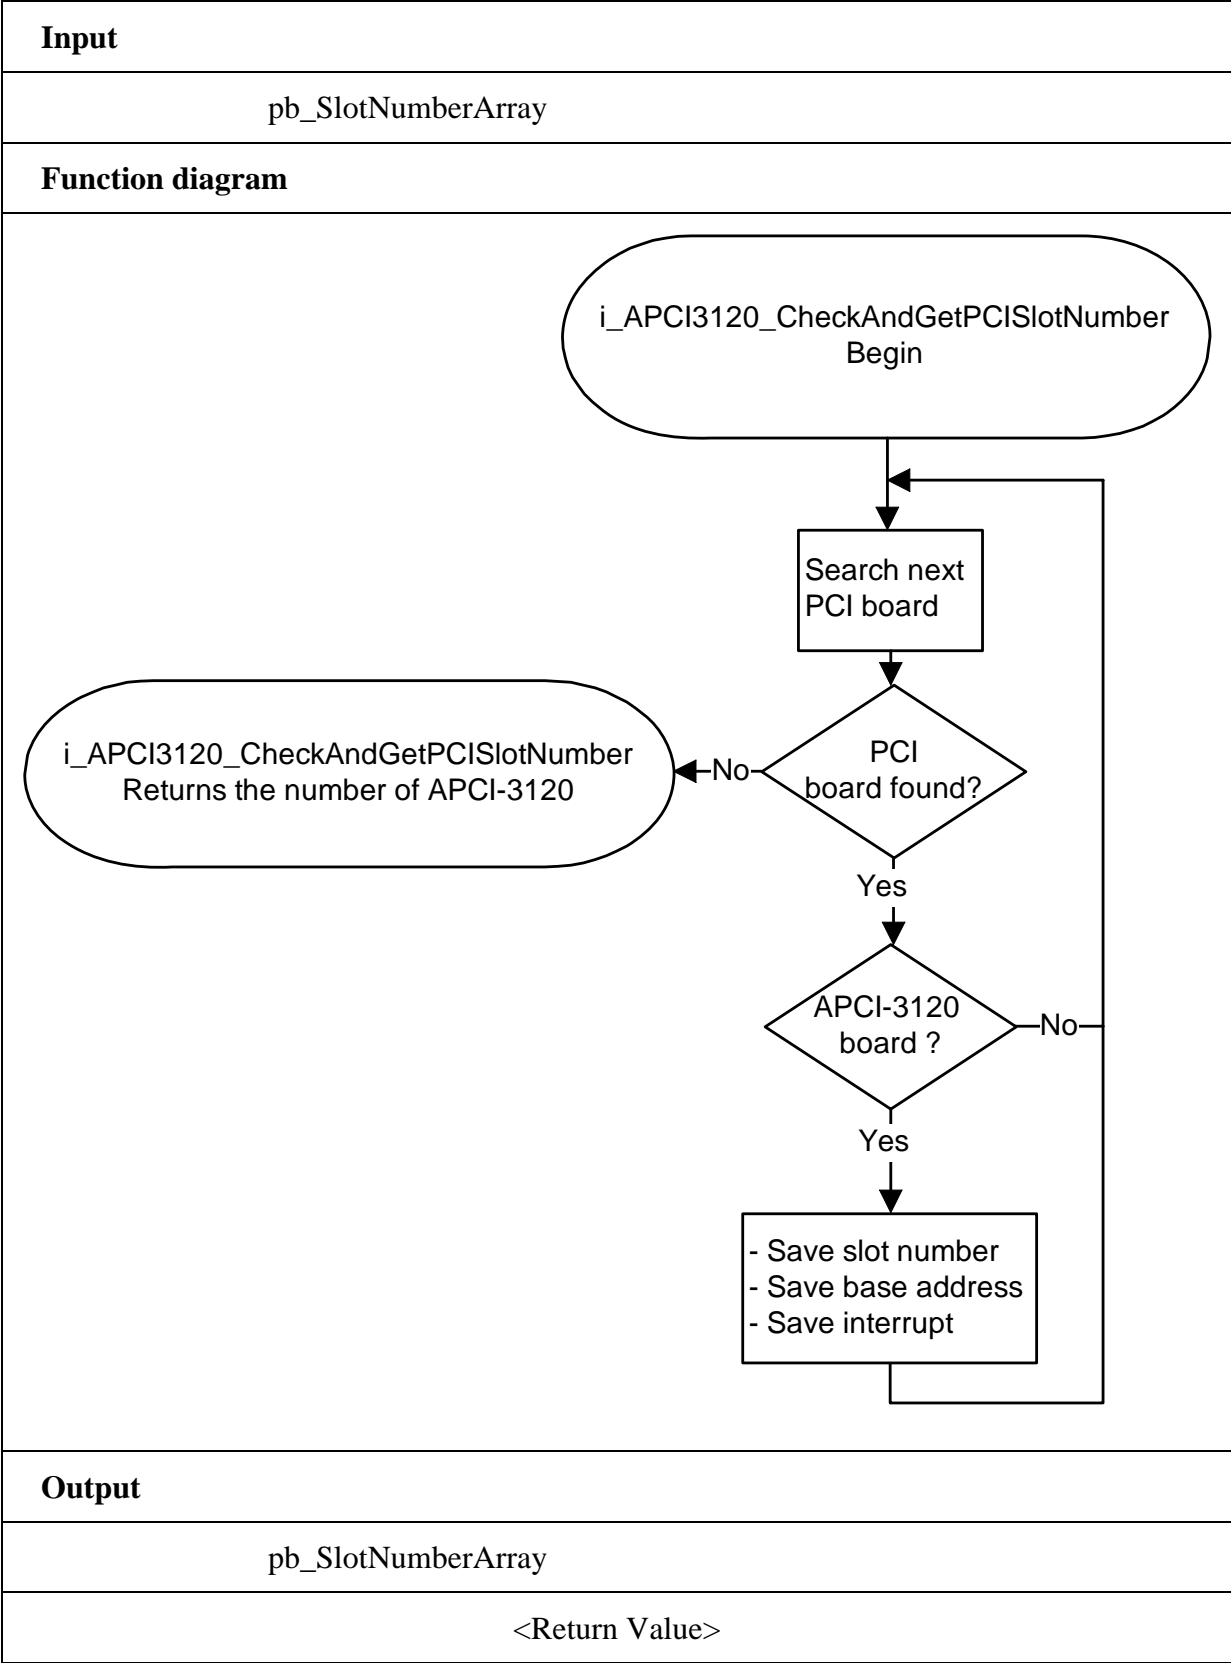 Input
pb_SlotNumberArray
Function diagram
i_APCI3120_CheckAndGetPCISlotNumber
Begin
Search next
PCI board
PCI
board found?
No
i_APCI3120_CheckAndGetPCISlotNumber
Returns the number of APCI-3120
Yes
APCI-3120
board ?
No
Yes
- Save slot number
- Save base address
- Save interrupt
Output
pb_SlotNumberArray
<Return Value>